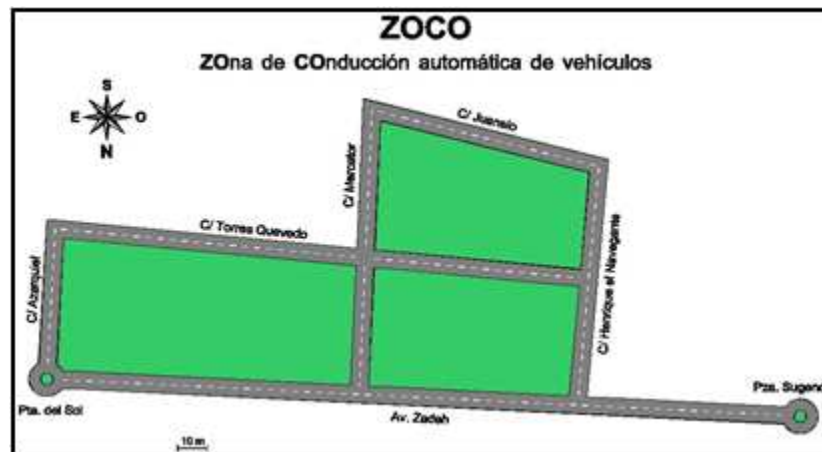 ZOCO
ZOna de COnducción automática de vehículos
S
E O
N
C/ Juanelo
C/ Mercator
C/ Torres Quevedo
C/ Azarquiel
C/ Henrique el Navegante
Pta. del Sol
Av. Zadeh
Pza. Sugeno
10 m